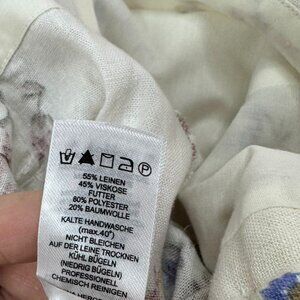 55% LEINEN
45% VISKOSE
FUTTER
80% POLYESTER
20% BAUMWOLLE
KALTE HANDWÄSCHE
(max.40°)
NICHT BLEICHEN
AUF DER LEINE TROCKNEN
KÜHL BÜGELN
(NIEDRIG BÜGELN)
PROFESSIONELL
CHEMISCH REINIGEN